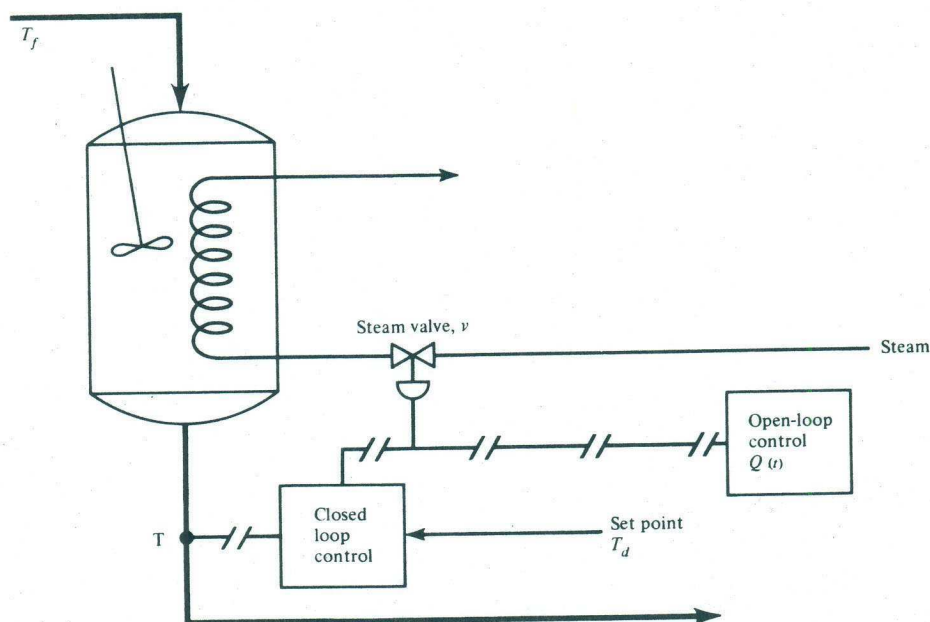 T_f
Steam valve, ν
Steam
Open-loop
control
Q (t)
Closed
loop
control
T
Set point
T_d